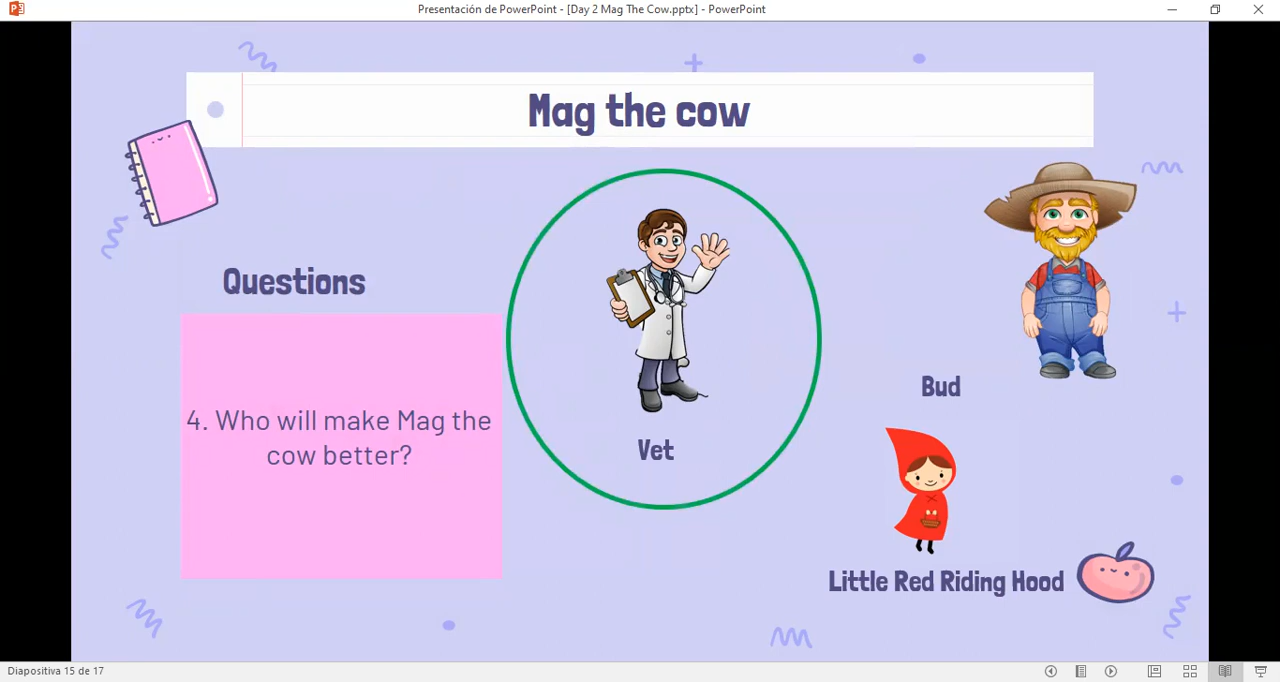 Presentación de PowerPoint - [Day 2 Mag The Cow.pptx] - PowerPoint
Mag the cow
Questions
4. Who will make Mag the
cow better?
Vet
Bud
Little Red Riding Hood
Diapositiva 15 de 17